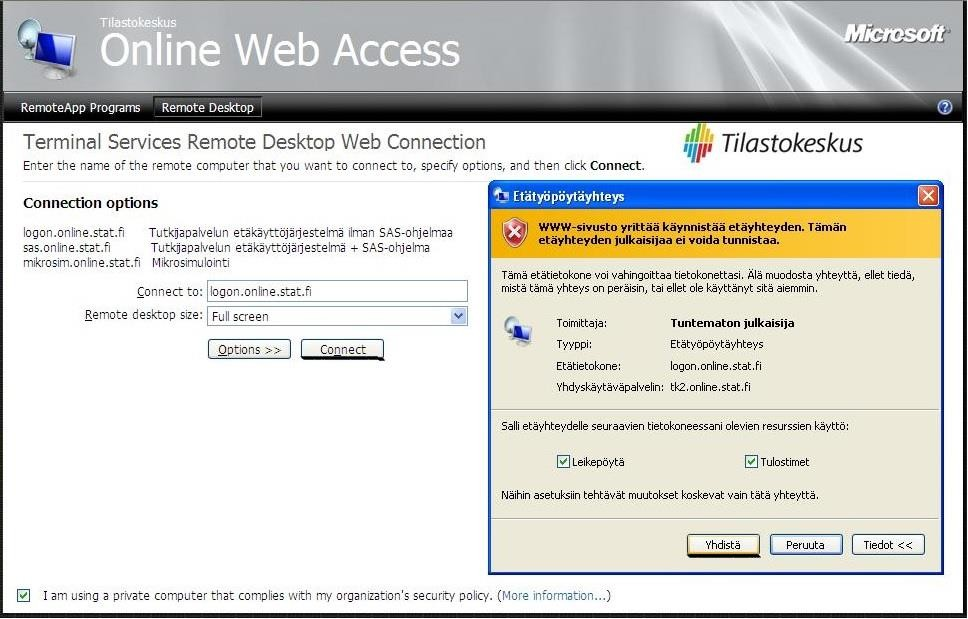 Tilastokeskus
Online Web Access
Microsoft
RemoteApp Programs
Remote Desktop
?
Terminal Services Remote Desktop Web Connection
Enter the name of the remote computer that you want to connect to, specify options, and then click Connect.
Tilastokeskus
Connection options
logon.online.stat.fi Tutkijapalvelun etäkäyttöjärjestelmä ilman SAS-ohjelmaa
sas.online.stat.fi Tutkijapalvelun etäkäyttöjärjestelmä + SAS-ohjelma
mikrosim.online.stat.fi Mikrosimulointi
Connect to: logon.online.stat.fi
Remote desktop size: Full screen
Options >>
Connect
Etätyöpöytäyhteys
WWW-sivusto yrittää käynnistää etäyhteyden. Tämän
etäyhteyden julkaisijaa ei voida tunnistaa.
Tämä etätietokone voi vahingoittaa tietokonettasi. Älä muodosta yhteyttä, ellet tiedä,
mistä tämä yhteys on peräisin, tai ellet ole käyttänyt sitä aiemmin.
Toimittaja: Tuntematon julkaisija
Tyyppi: Etätyöpöytäyhteys
Etätietokone: logon.online.stat.fi
Yhdyskäytäväpalvelin: tk2.online.stat.fi
Salli etäyhteydelle seuraavien tietokoneessani olevien resurssien käyttö:
Leikepöytä
Tulostimet
Näihin asetuksiin tehtävät muutokset koskevat vain tätä yhteyttä.
Yhdistä
Peruuta
Tiedot <<
I am using a private computer that complies with my organization's security policy. (More information...)